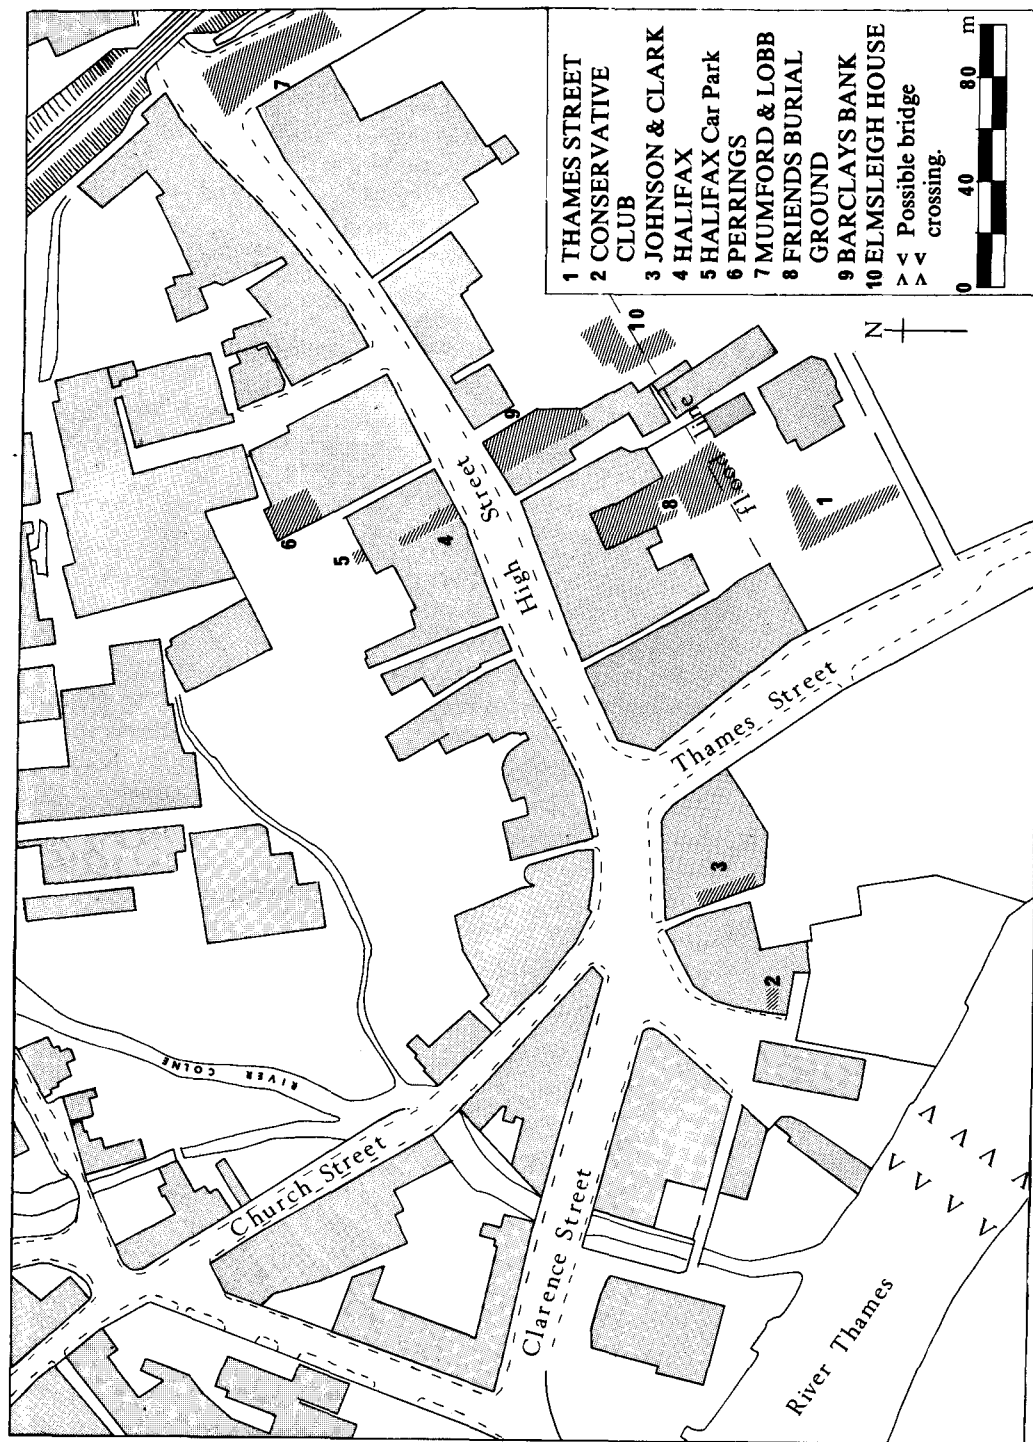 1 THAMES STREET
2 CONSERVATIVE
CLUB
3 JOHNSON & CLARK
4 HALIFAX
5 HALIFAX Car Park
6 PERRINGS
7 MUMFORD & LOBB
8 FRIENDS BURIAL
GROUND
9 BARCLAYS BANK
10 ELMSLEIGH HOUSE
> < Possible bridge
> < crossing.
0 40 80 m
N
RIVER COLNE
Church Street
Clarence Street
High Street
Thames Street
River Thames
flood line
1
2
3
4
5
6
7
8
9
10